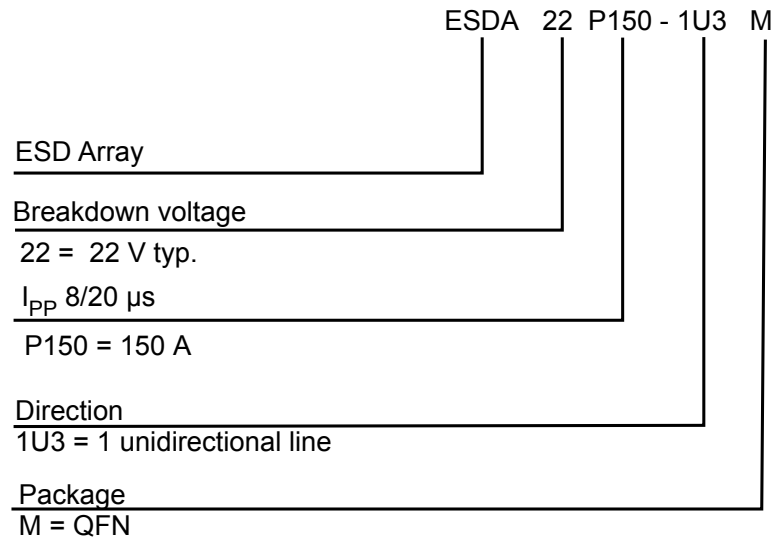 ESDA 22 P150 - 1U3 M
ESD Array
Breakdown voltage
22 = 22 V typ.
IPP 8/20 µs
P150 = 150 A
Direction
1U3 = 1 unidirectional line
Package
M = QFN